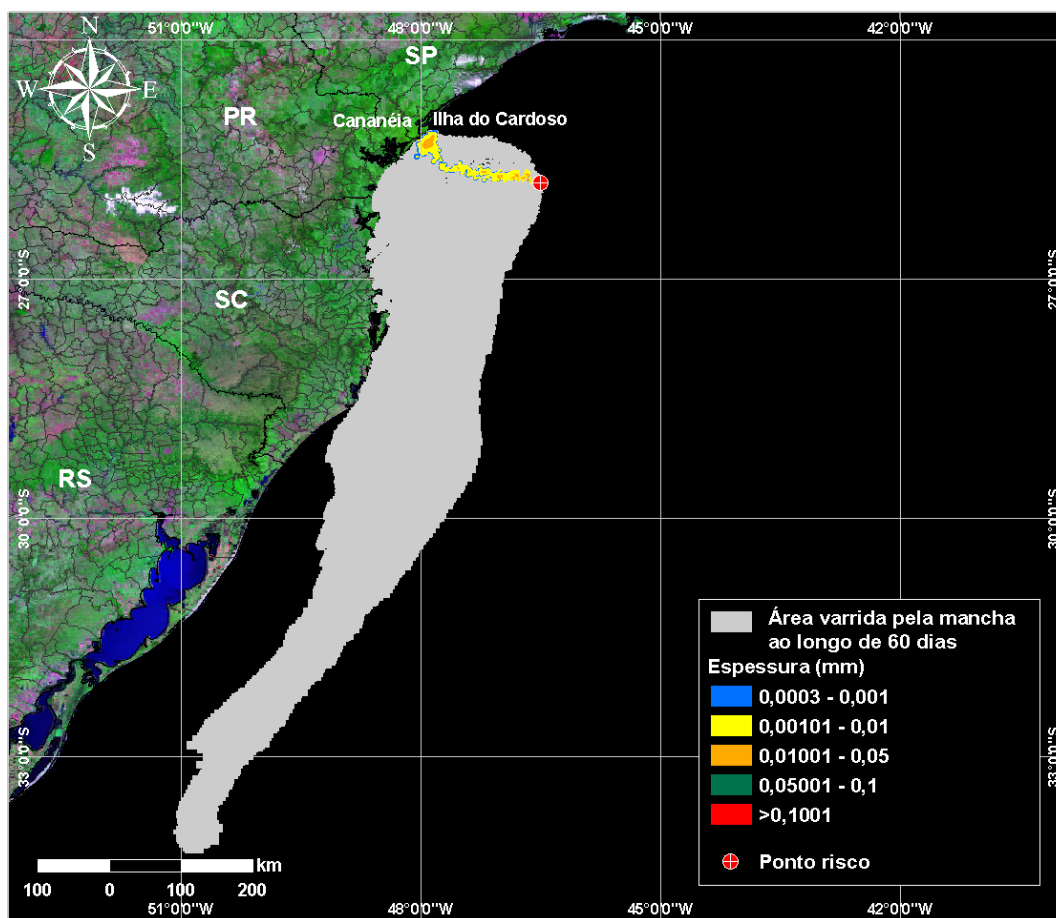 51°0'0"W 48°0'0"W 45°0'0"W 42°0'0"W
N
W E
S
SP
PR
Cananéia Ilha do Cardoso
27°0'0"S 27°0'0"S
SC
RS
30°0'0"S 30°0'0"S
33°0'0"S 33°0'0"S
Área varrida pela mancha
ao longo de 60 dias
Espessura (mm)
0,0003 - 0,001
0,00101 - 0,01
0,01001 - 0,05
0,05001 - 0,1
>0,1001
Ponto risco
km
100 0 100 200
51°0'0"W 48°0'0"W 45°0'0"W 42°0'0"W